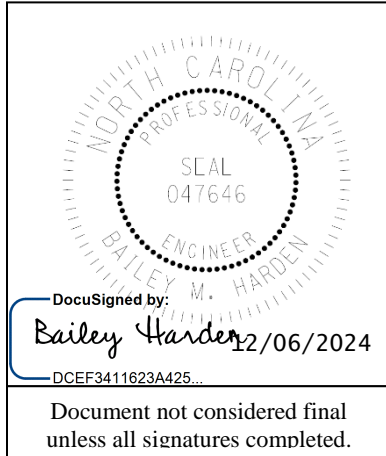 NORTH CAROLINA
PROFESSIONAL
SEAL
047646
ENGINEER
BAILEY M. HARDEN
DocuSigned by:
Bailey Harden
12/06/2024
DCEF3411623A425...
Document not considered final
unless all signatures completed.